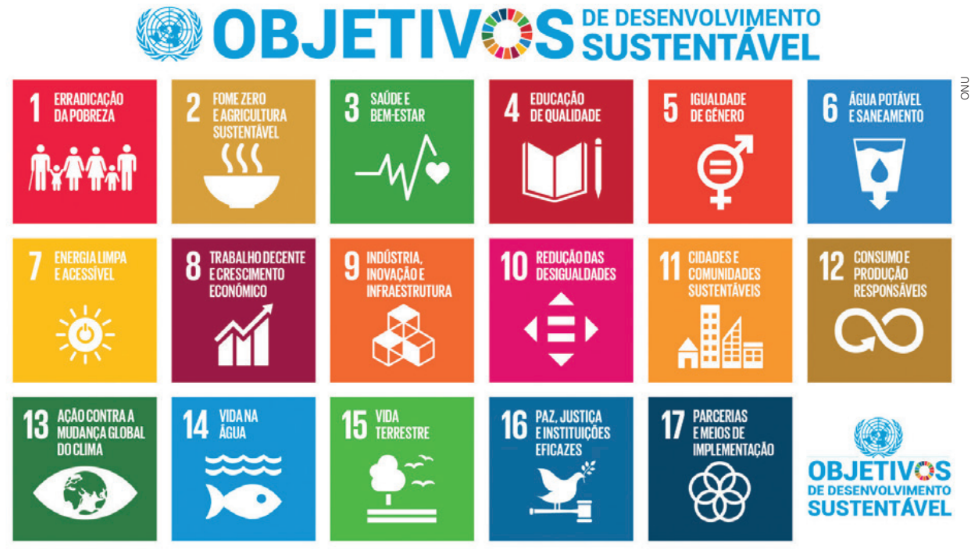 OBJETIVOS
DE DESENVOLVIMENTO
SUSTENTÁVEL
ONU
1 ERRADICAÇÃO
DA POBREZA
2 FOME ZERO
E AGRICULTURA
SUSTENTÁVEL
3 SAÚDE E
BEM-ESTAR
4 EDUCAÇÃO
DE QUALIDADE
5 IGUALDADE
DE GÊNERO
6 ÁGUA POTÁVEL
E SANEAMENTO
7 ENERGIA LIMPA
E ACESSÍVEL
8 TRABALHO DECENTE
E CRESCIMENTO
ECONÔMICO
9 INDÚSTRIA,
INOVAÇÃO E
INFRAESTRUTURA
10 REDUÇÃO DAS
DESIGUALDADES
11 CIDADES E
COMUNIDADES
SUSTENTÁVEIS
12 CONSUMO E
PRODUÇÃO
RESPONSÁVEIS
13 AÇÃO CONTRA A
MUDANÇA GLOBAL
DO CLIMA
14 VIDA NA
ÁGUA
15 VIDA
TERRESTRE
16 PAZ, JUSTIÇA
E INSTITUIÇÕES
EFICAZES
17 PARCERIAS
E MEIOS DE
IMPLEMENTAÇÃO
OBJETIVOS
DE DESENVOLVIMENTO
SUSTENTÁVEL